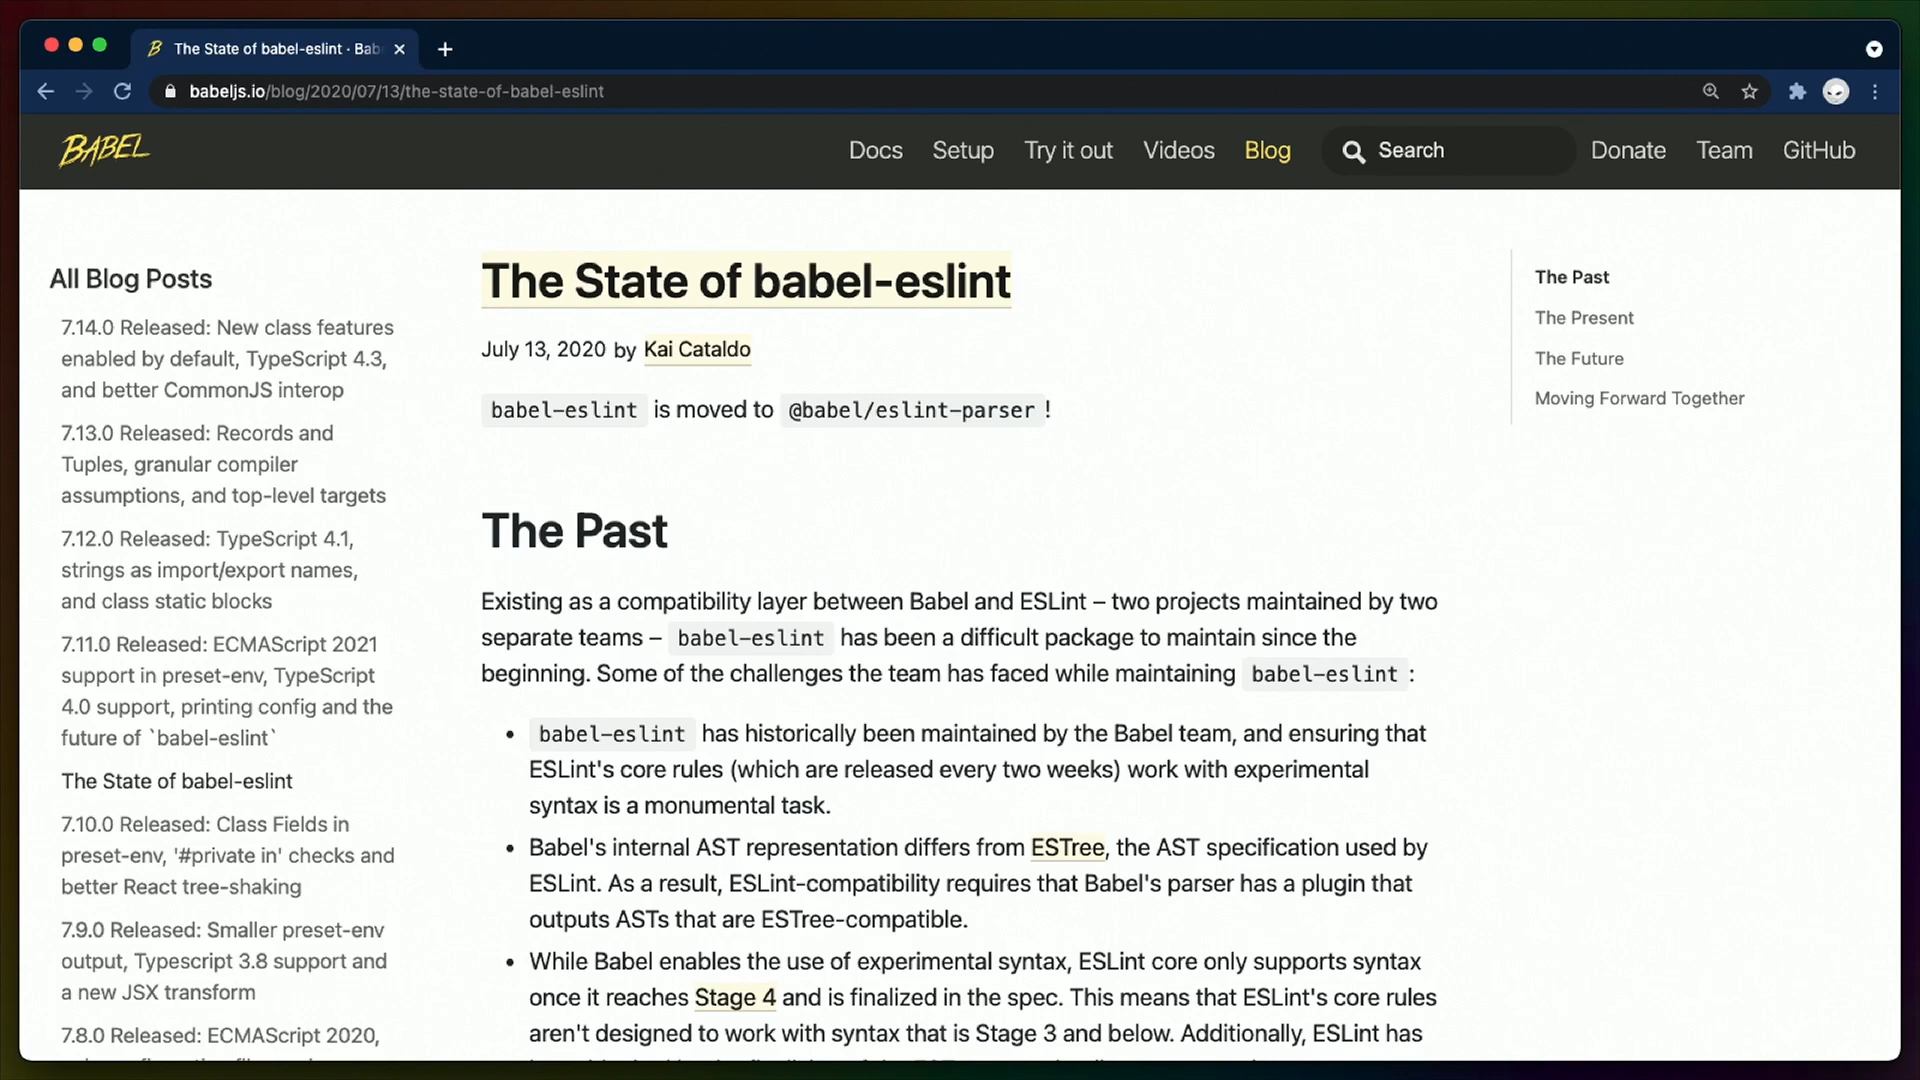 The State of babel-eslint · Bab
babeljs.io/blog/2020/07/13/the-state-of-babel-eslint
BABEL
Docs
Setup
Try it out
Videos
Blog
Search
Donate
Team
GitHub
All Blog Posts
7.14.0 Released: New class features
enabled by default, TypeScript 4.3,
and better CommonJS interop
7.13.0 Released: Records and
Tuples, granular compiler
assumptions, and top-level targets
7.12.0 Released: TypeScript 4.1,
strings as import/export names,
and class static blocks
7.11.0 Released: ECMAScript 2021
support in preset-env, TypeScript
4.0 support, printing config and the
future of `babel-eslint`
The State of babel-eslint
7.10.0 Released: Class Fields in
preset-env, '#private in' checks and
better React tree-shaking
7.9.0 Released: Smaller preset-env
output, Typescript 3.8 support and
a new JSX transform
7.8.0 Released: ECMAScript 2020,
The State of babel-eslint
July 13, 2020 by Kai Cataldo
babel-eslint is moved to @babel/eslint-parser !
The Past
Existing as a compatibility layer between Babel and ESLint – two projects maintained by two
separate teams – babel-eslint has been a difficult package to maintain since the
beginning. Some of the challenges the team has faced while maintaining babel-eslint :
• babel-eslint has historically been maintained by the Babel team, and ensuring that
ESLint's core rules (which are released every two weeks) work with experimental
syntax is a monumental task.
• Babel's internal AST representation differs from ESTree, the AST specification used by
ESLint. As a result, ESLint-compatibility requires that Babel's parser has a plugin that
outputs ASTs that are ESTree-compatible.
• While Babel enables the use of experimental syntax, ESLint core only supports syntax
once it reaches Stage 4 and is finalized in the spec. This means that ESLint's core rules
aren't designed to work with syntax that is Stage 3 and below. Additionally, ESLint has
The Past
The Present
The Future
Moving Forward Together